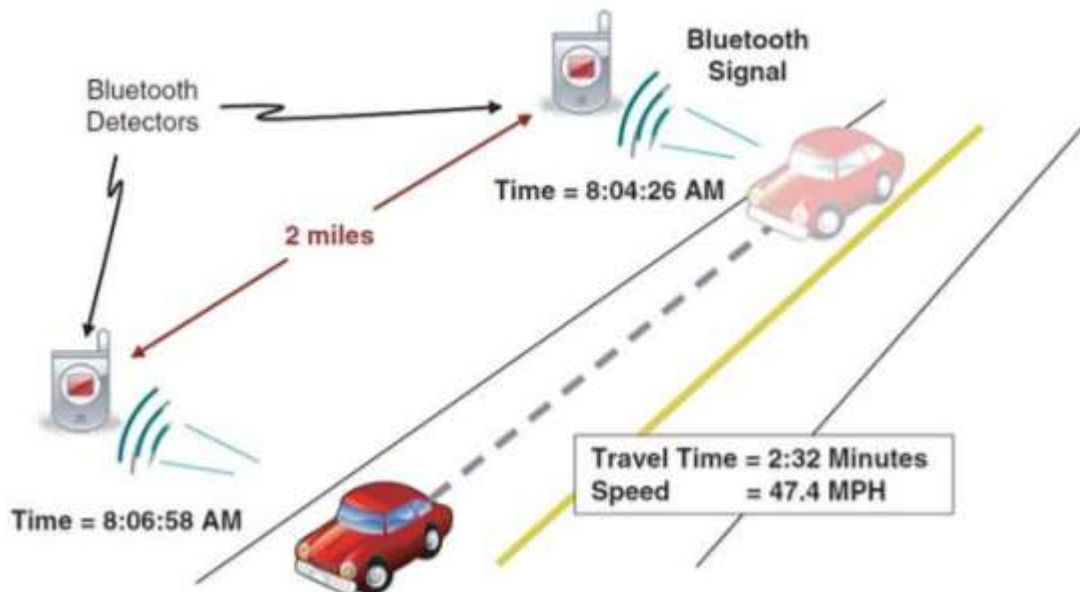 Bluetooth
Signal
Bluetooth
Detectors
Time = 8:04:26 AM
2 miles
Travel Time = 2:32 Minutes
Speed = 47.4 MPH
Time = 8:06:58 AM